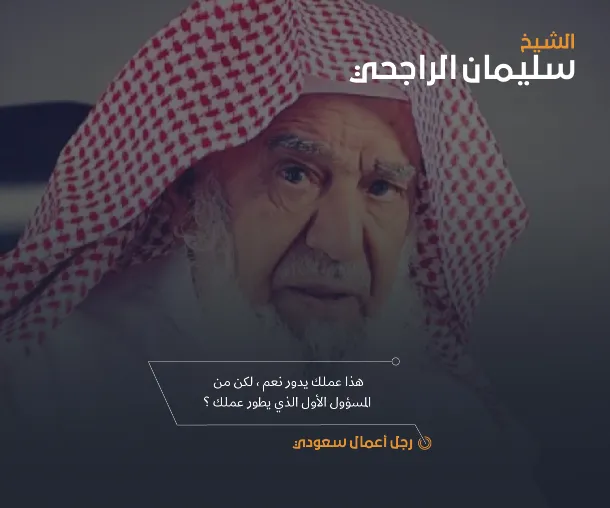 الشيخ
سليمان الراجحي
هذا عملك يدور نعم ، لكن من
المسؤول الأول الذي يطور عملك ؟
رجل أعمال سعودي